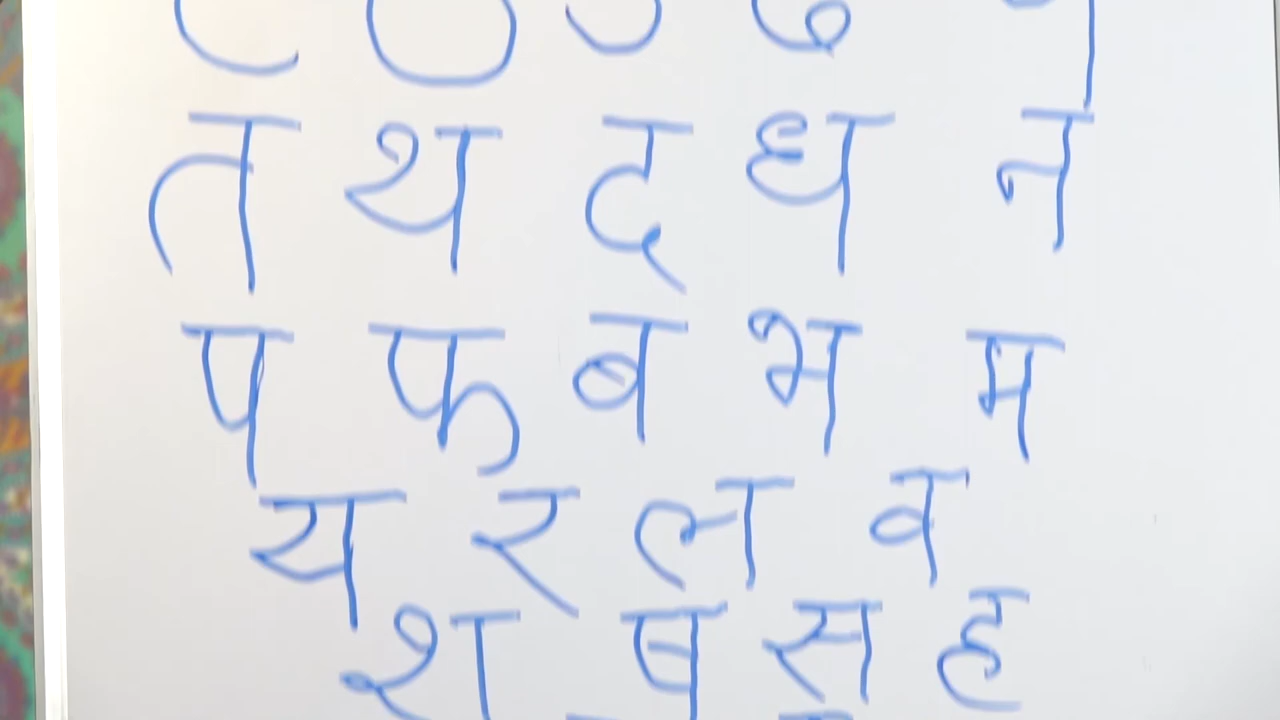 त थ द ध न
प फ ब भ म
य र ल व
श ष स ह